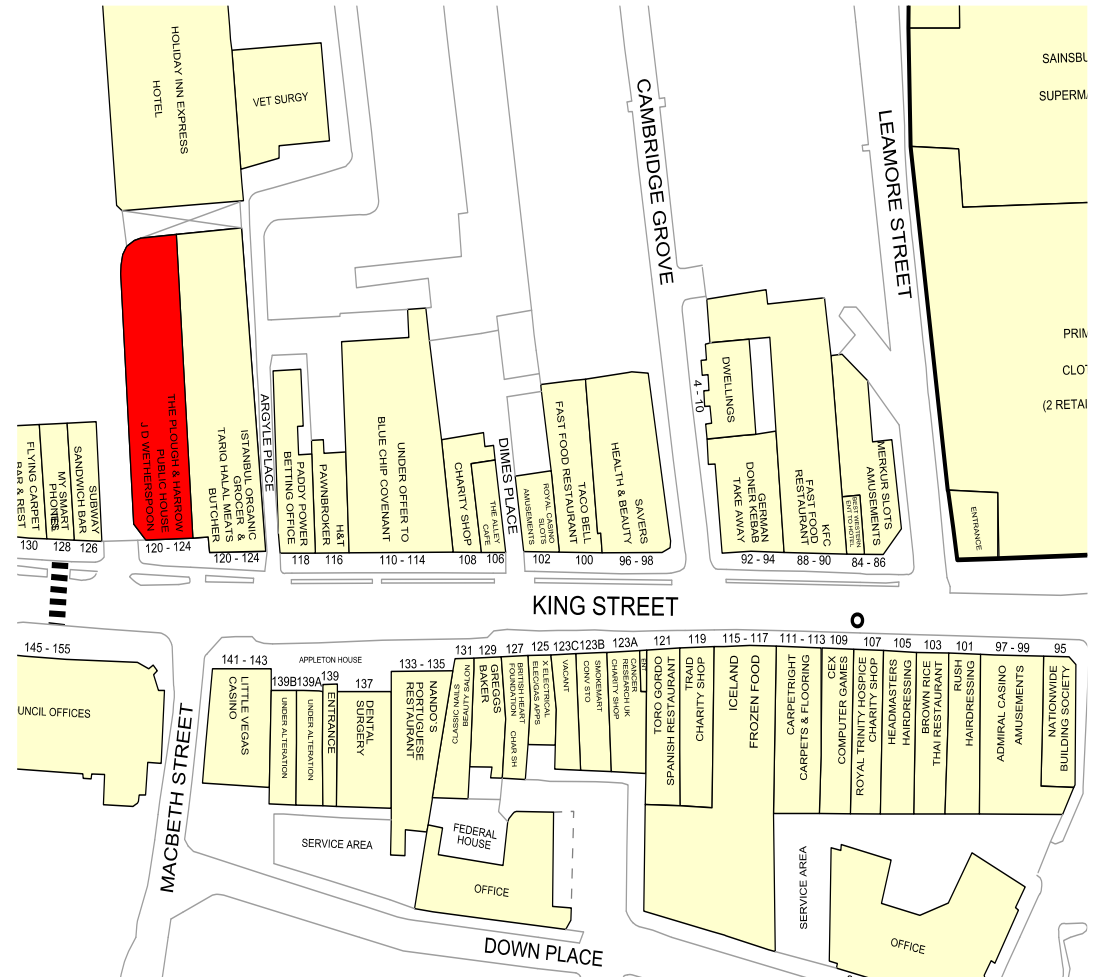 HOLIDAY INN EXPRESS
HOTEL
VET SURGY
CAMBRIDGE GROVE
LEAMORE STREET
SAINSBU
SUPERMA
PRIM
CLOT
(2 RETAI
ENTRANCE
FLYING CARPET
BAR & REST
130
MY SMART
PHONES
128
SUBWAY
SANDWICH BAR
126
THE PLOUGH & HARROW
PUBLIC HOUSE
J D WETHERSPOON
120 - 124
ISTANBUL ORGANIC
GROCER &
TARIQ HALAL MEATS
BUTCHER
120 - 124
ARGYLE PLACE
PADDY POWER
BETTING OFFICE
118
H&T
PAWNBROKER
116
UNDER OFFER TO
BLUE CHIP COVENANT
110 - 114
CHARITY SHOP
108
THE ALLEY
CAFE
106
DIMES PLACE
ROYAL CASINO
SLOTS
AMUSEMENTS
102
TACO BELL
FAST FOOD RESTAURANT
100
SAVERS
HEALTH & BEAUTY
96 - 98
DWELLINGS
4 - 10
GERMAN
DONER KEBAB
TAKE AWAY
92 - 94
KFC
FAST FOOD
RESTAURANT
88 - 90
BEST WESTERN
ENT TO HOTEL
MERKUR SLOTS
AMUSEMENTS
84 - 86
KING STREET
145 - 155
UNCIL OFFICES
MACBETH STREET
141 - 143
LITTLE VEGAS
CASINO
APPLETON HOUSE
139B
UNDER ALTERATION
139A
UNDER ALTERATION
139
ENTRANCE
137
DENTAL
SURGERY
133 - 135
NANDO'S
PORTUGUESE
RESTAURANT
131
CLASSIC NAILS
BEAUTY SALON
129
GREGGS
BAKER
127
BRITISH HEART
FOUNDATION CHAR SH
125
X ELECTRICAL
ELEC/GAS APPS
123C
VACANT
123B
SMOKEMART
CONV STO
123A
CANCER
RESEARCH UK
CHARITY SHOP
ENT
121
TORO GORDO
SPANISH RESTAURANT
119
TRAID
CHARITY SHOP
115 - 117
ICELAND
FROZEN FOOD
111 - 113
CARPETRIGHT
CARPETS & FLOORING
109
CEX
COMPUTER GAMES
107
ROYAL TRINITY HOSPICE
CHARITY SHOP
105
HEADMASTERS
HAIRDRESSING
103
BROWN RICE
THAI RESTAURANT
101
RUSH
HAIRDRESSING
97 - 99
ADMIRAL CASINO
AMUSEMENTS
95
NATIONWIDE
BUILDING SOCIETY
SERVICE AREA
FEDERAL
HOUSE
OFFICE
SERVICE AREA
OFFICE
DOWN PLACE